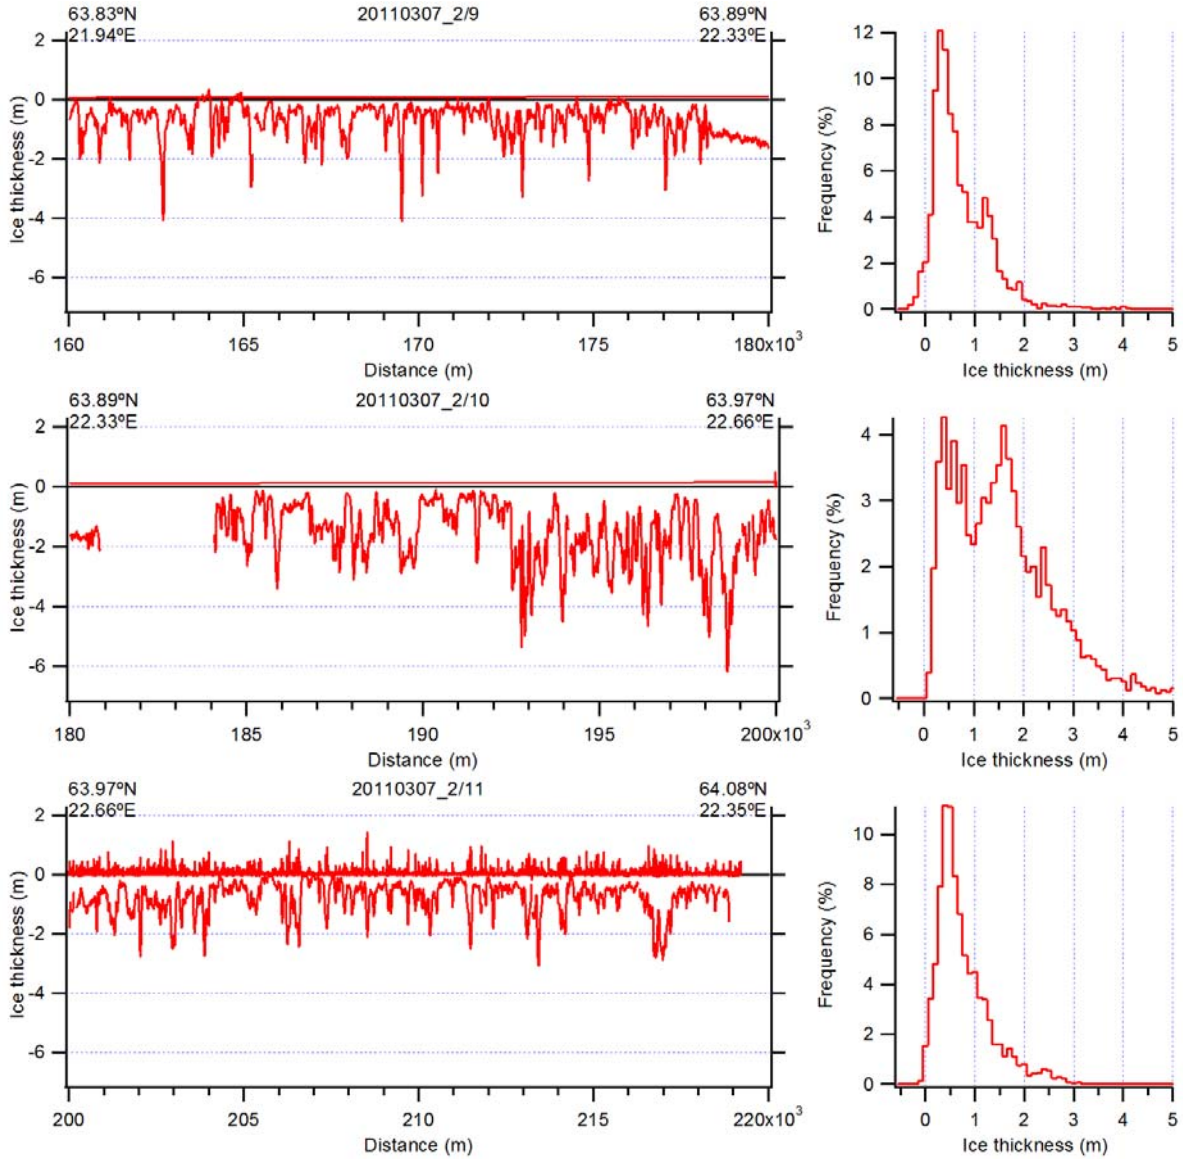 63.83ºN 20110307_2/9 63.89ºN
21.94ºE 22.33ºE
2
0
-2
-4
-6
Ice thickness (m)
160 165 170 175 180x10³
Distance (m)
12
10
8
6
4
2
0
Frequency (%)
0 1 2 3 4 5
Ice thickness (m)
63.89ºN 20110307_2/10 63.97ºN
22.33ºE 22.66ºE
2
0
-2
-4
-6
Ice thickness (m)
180 185 190 195 200x10³
Distance (m)
4
3
2
1
0
Frequency (%)
0 1 2 3 4 5
Ice thickness (m)
63.97ºN 20110307_2/11 64.08ºN
22.66ºE 22.35ºE
2
0
-2
-4
-6
Ice thickness (m)
200 205 210 215 220x10³
Distance (m)
10
8
6
4
2
0
Frequency (%)
0 1 2 3 4 5
Ice thickness (m)